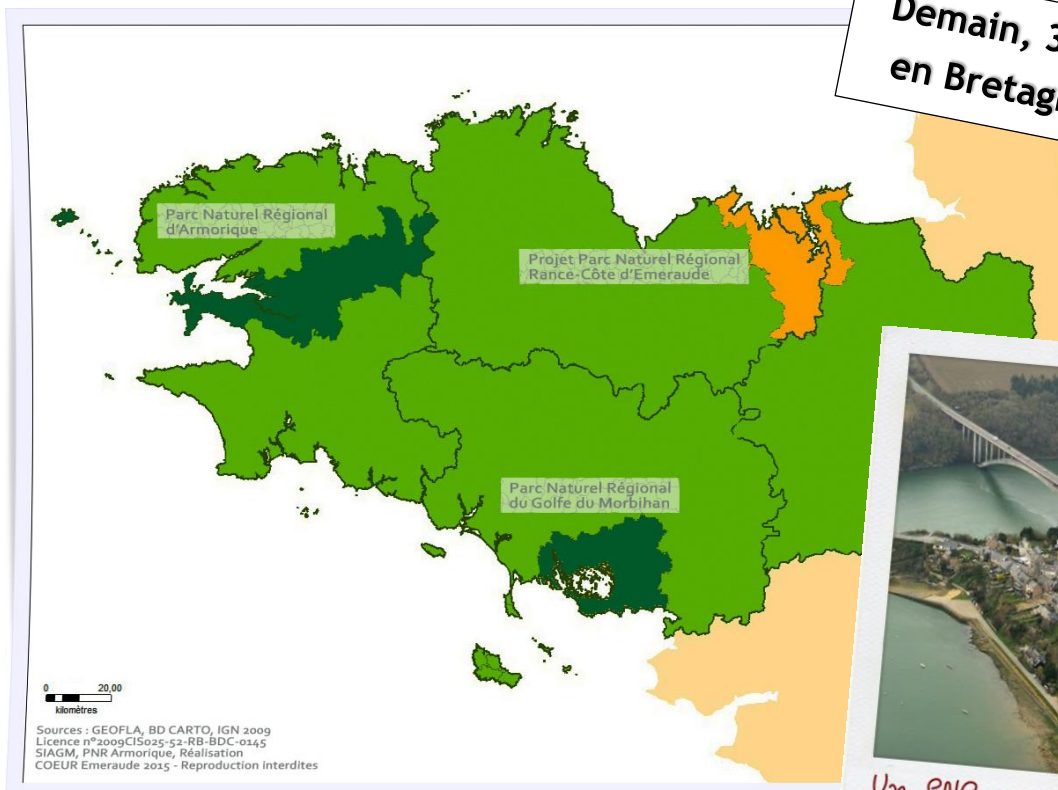 Demain, 3
en Bretag
Parc Naturel Régional
d'Armorique
Projet Parc Naturel Régional
Rance-Côte d'Emeraude
Parc Naturel Régional
du Golfe du Morbihan
0 20,00
kilomètres
Sources : GEOFLA, BD CARTO, IGN 2009
Licence n°2009CISO25-52-RB-BDC-0145
SIAGM, PNR Armorique, Réalisation
COEUR Emeraude 2015 - Reproduction interdites